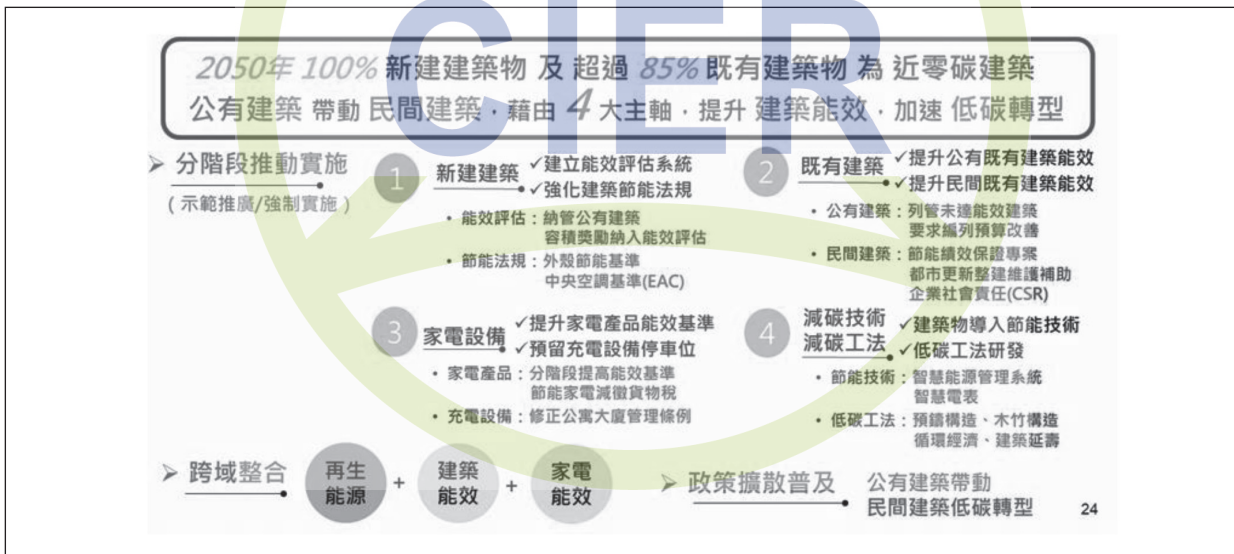 CIER
2050年 100% 新建建築物 及 超過 85% 既有建築物 為 近零碳建築
公有建築 帶動 民間建築，藉由 4 大主軸，提升 建築能效，加速 低碳轉型
➤ 分階段推動實施
（示範推廣/強制實施）
1 新建建築
✓建立能效評估系統
✓強化建築節能法規
• 能效評估：納管公有建築
容積獎勵納入能效評估
• 節能法規：外殼節能基準
中央空調基準(EAC)
2 既有建築
✓提升公有既有建築能效
✓提升民間既有建築能效
• 公有建築：列管未達能效建築
要求編列預算改善
• 民間建築：節能績效保證專案
都市更新整建維護補助
企業社會責任(CSR)
3 家電設備
✓提升家電產品能效基準
✓預留充電設備停車位
• 家電產品：分階段提高能效基準
節能家電減徵貨物稅
• 充電設備：修正公寓大廈管理條例
4 減碳技術
減碳工法
✓建築物導入節能技術
✓低碳工法研發
• 節能技術：智慧能源管理系統
智慧電表
• 低碳工法：預鑄構造、木竹構造
循環經濟、建築延壽
➤ 跨域整合
再生
能源
+
建築
能效
+
家電
能效
➤ 政策擴散普及
公有建築帶動
民間建築低碳轉型
24